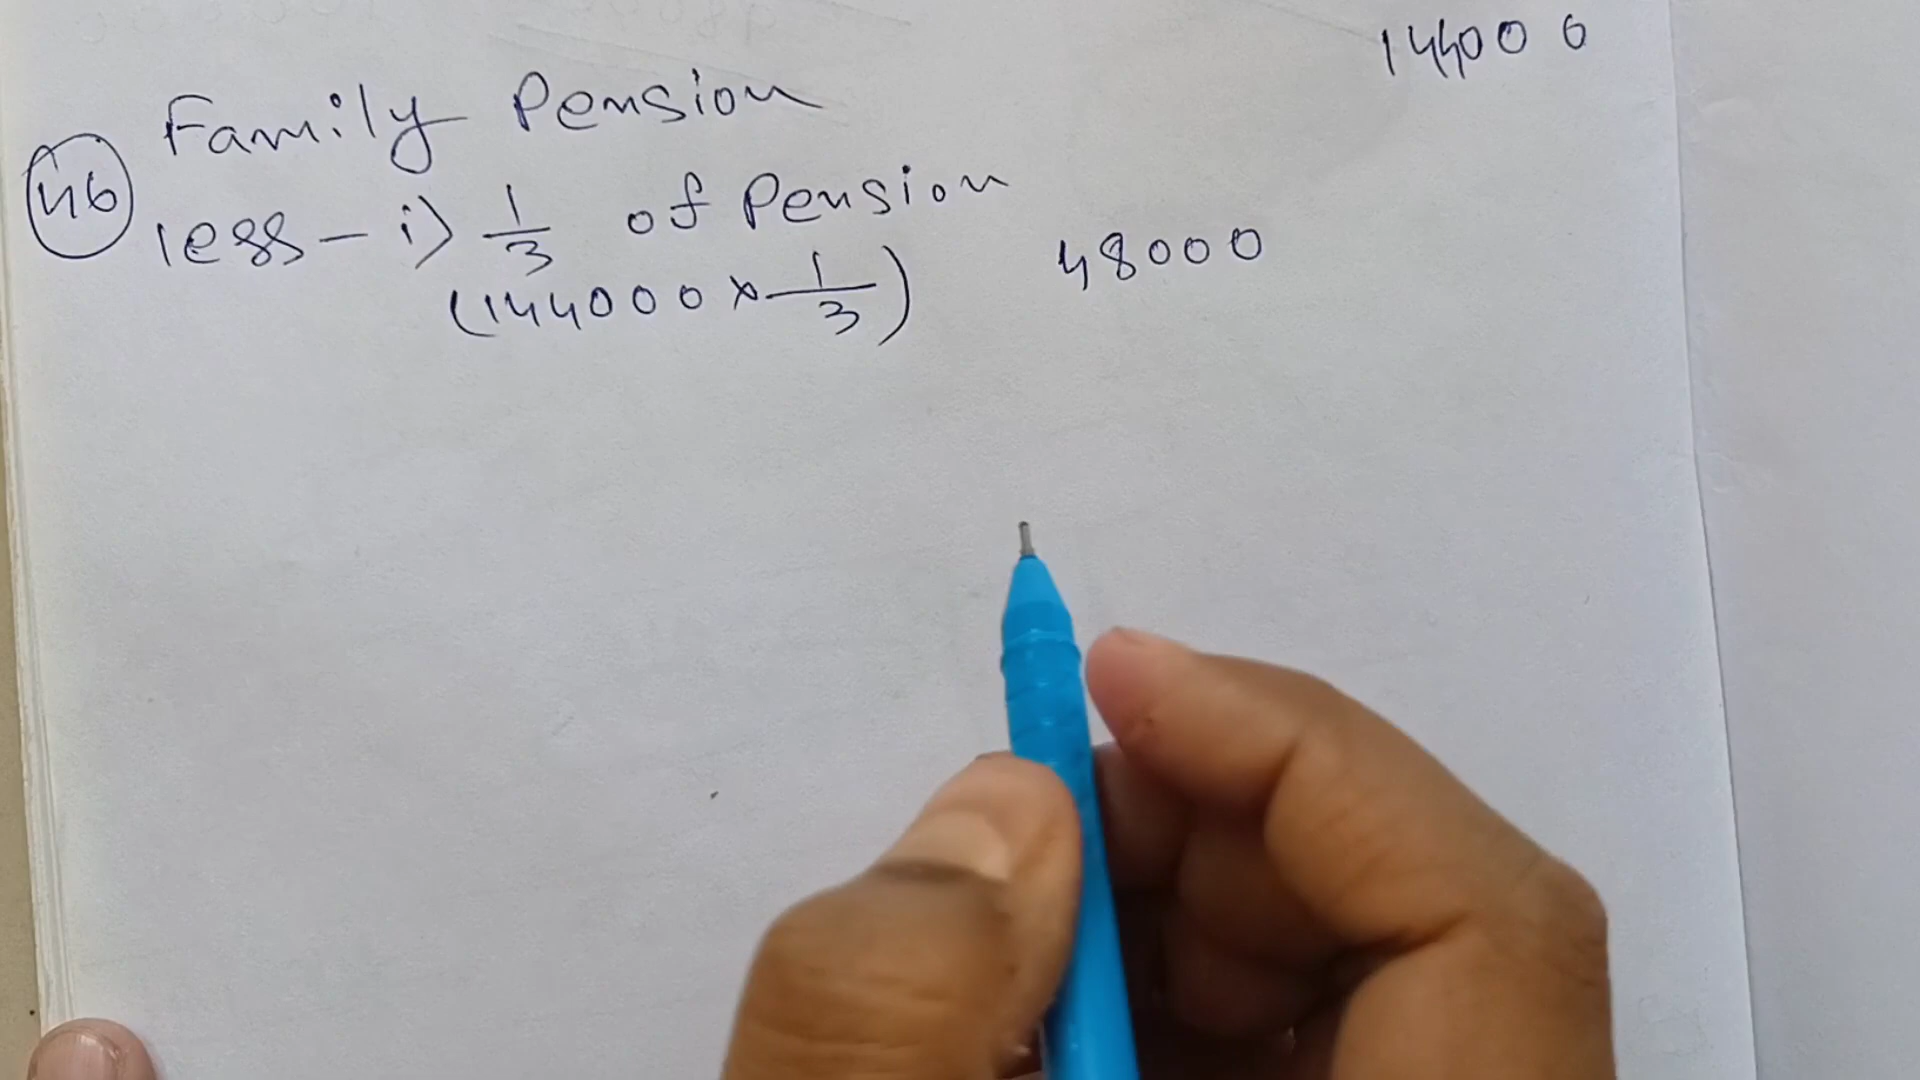 144000
Family Pension
46
less - i) 1/3 of Pension
48000
(144000 × 1/3)